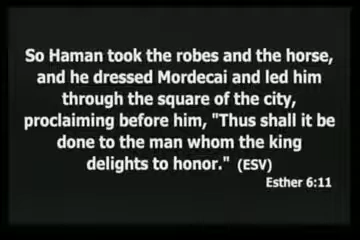 So Haman took the robes and the horse,
and he dressed Mordecai and led him
through the square of the city,
proclaiming before him, "Thus shall it be
done to the man whom the king
delights to honor." (ESV)
Esther 6:11